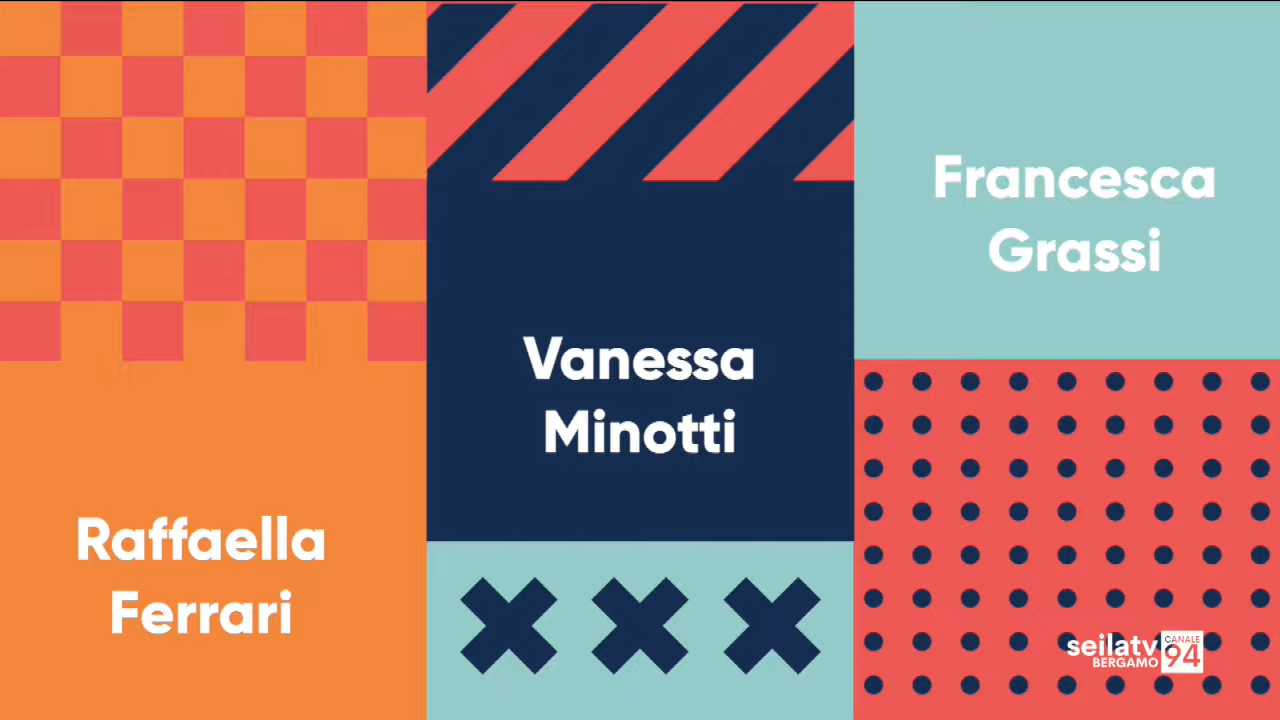 Raffaella
Ferrari
Vanessa
Minotti
Francesca
Grassi
seilatv
BERGAMO
CANALE
94